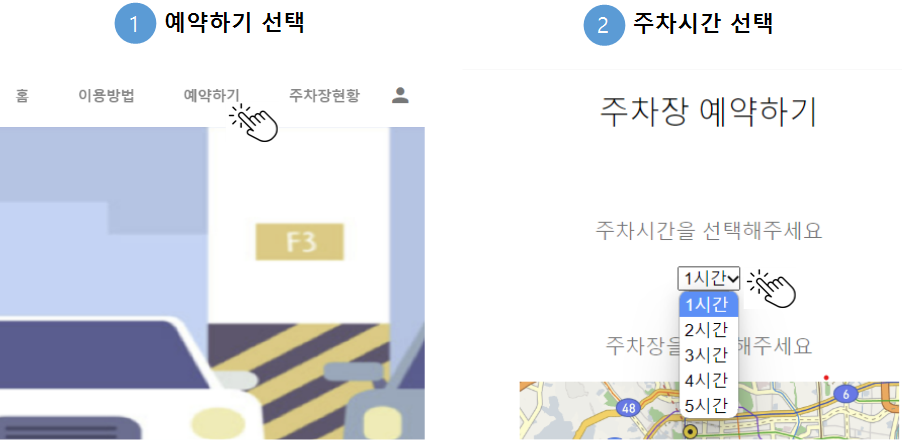 1 예약하기 선택
홈 이용방법 예약하기 주차장현황
F3
2 주차시간 선택
주차장 예약하기
주차시간을 선택해주세요
1시간
1시간
2시간
3시간
4시간
5시간
주차장을 해주세요
48
6